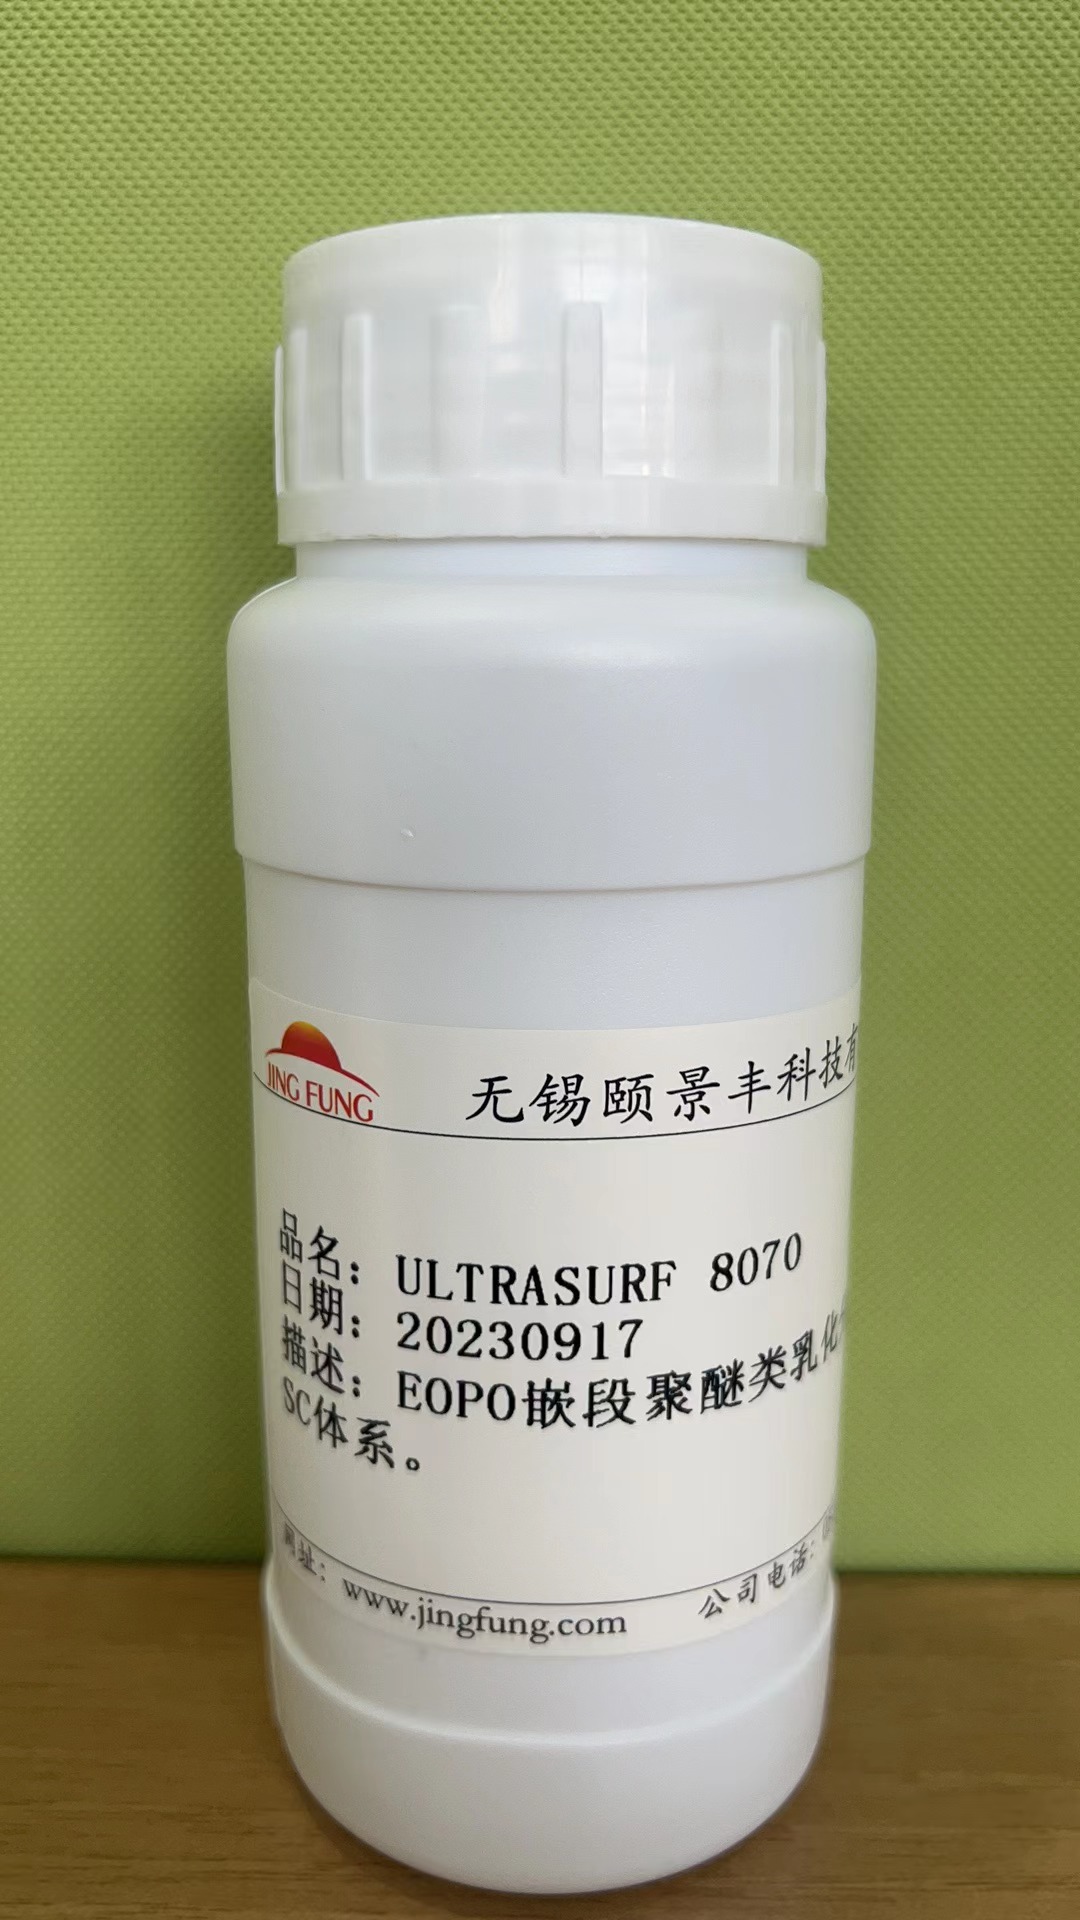 JING FUNG
无锡颐景丰科技有
品名：ULTRASURF 8070
日期：20230917
描述：EOPO嵌段聚醚类乳化
SC体系。
网址：www.jingfung.com 公司电话：